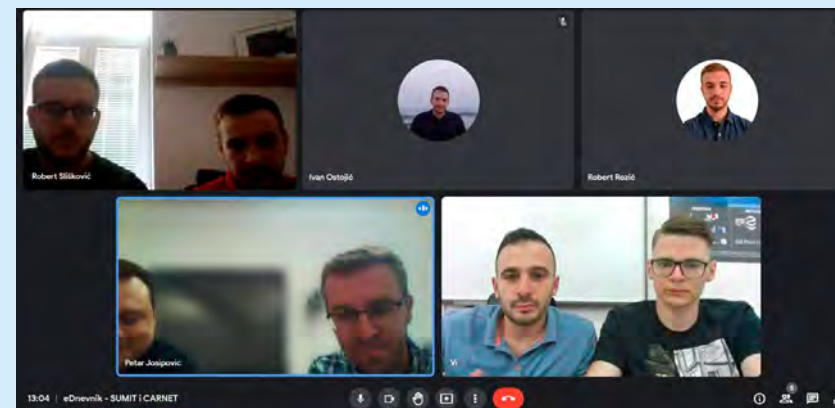 Robert Slišković
Ivan Ostojić
Robert Rozić
Petar Josipovic
Vi
13:04 | eDnevnik - SUMIT i CARNET